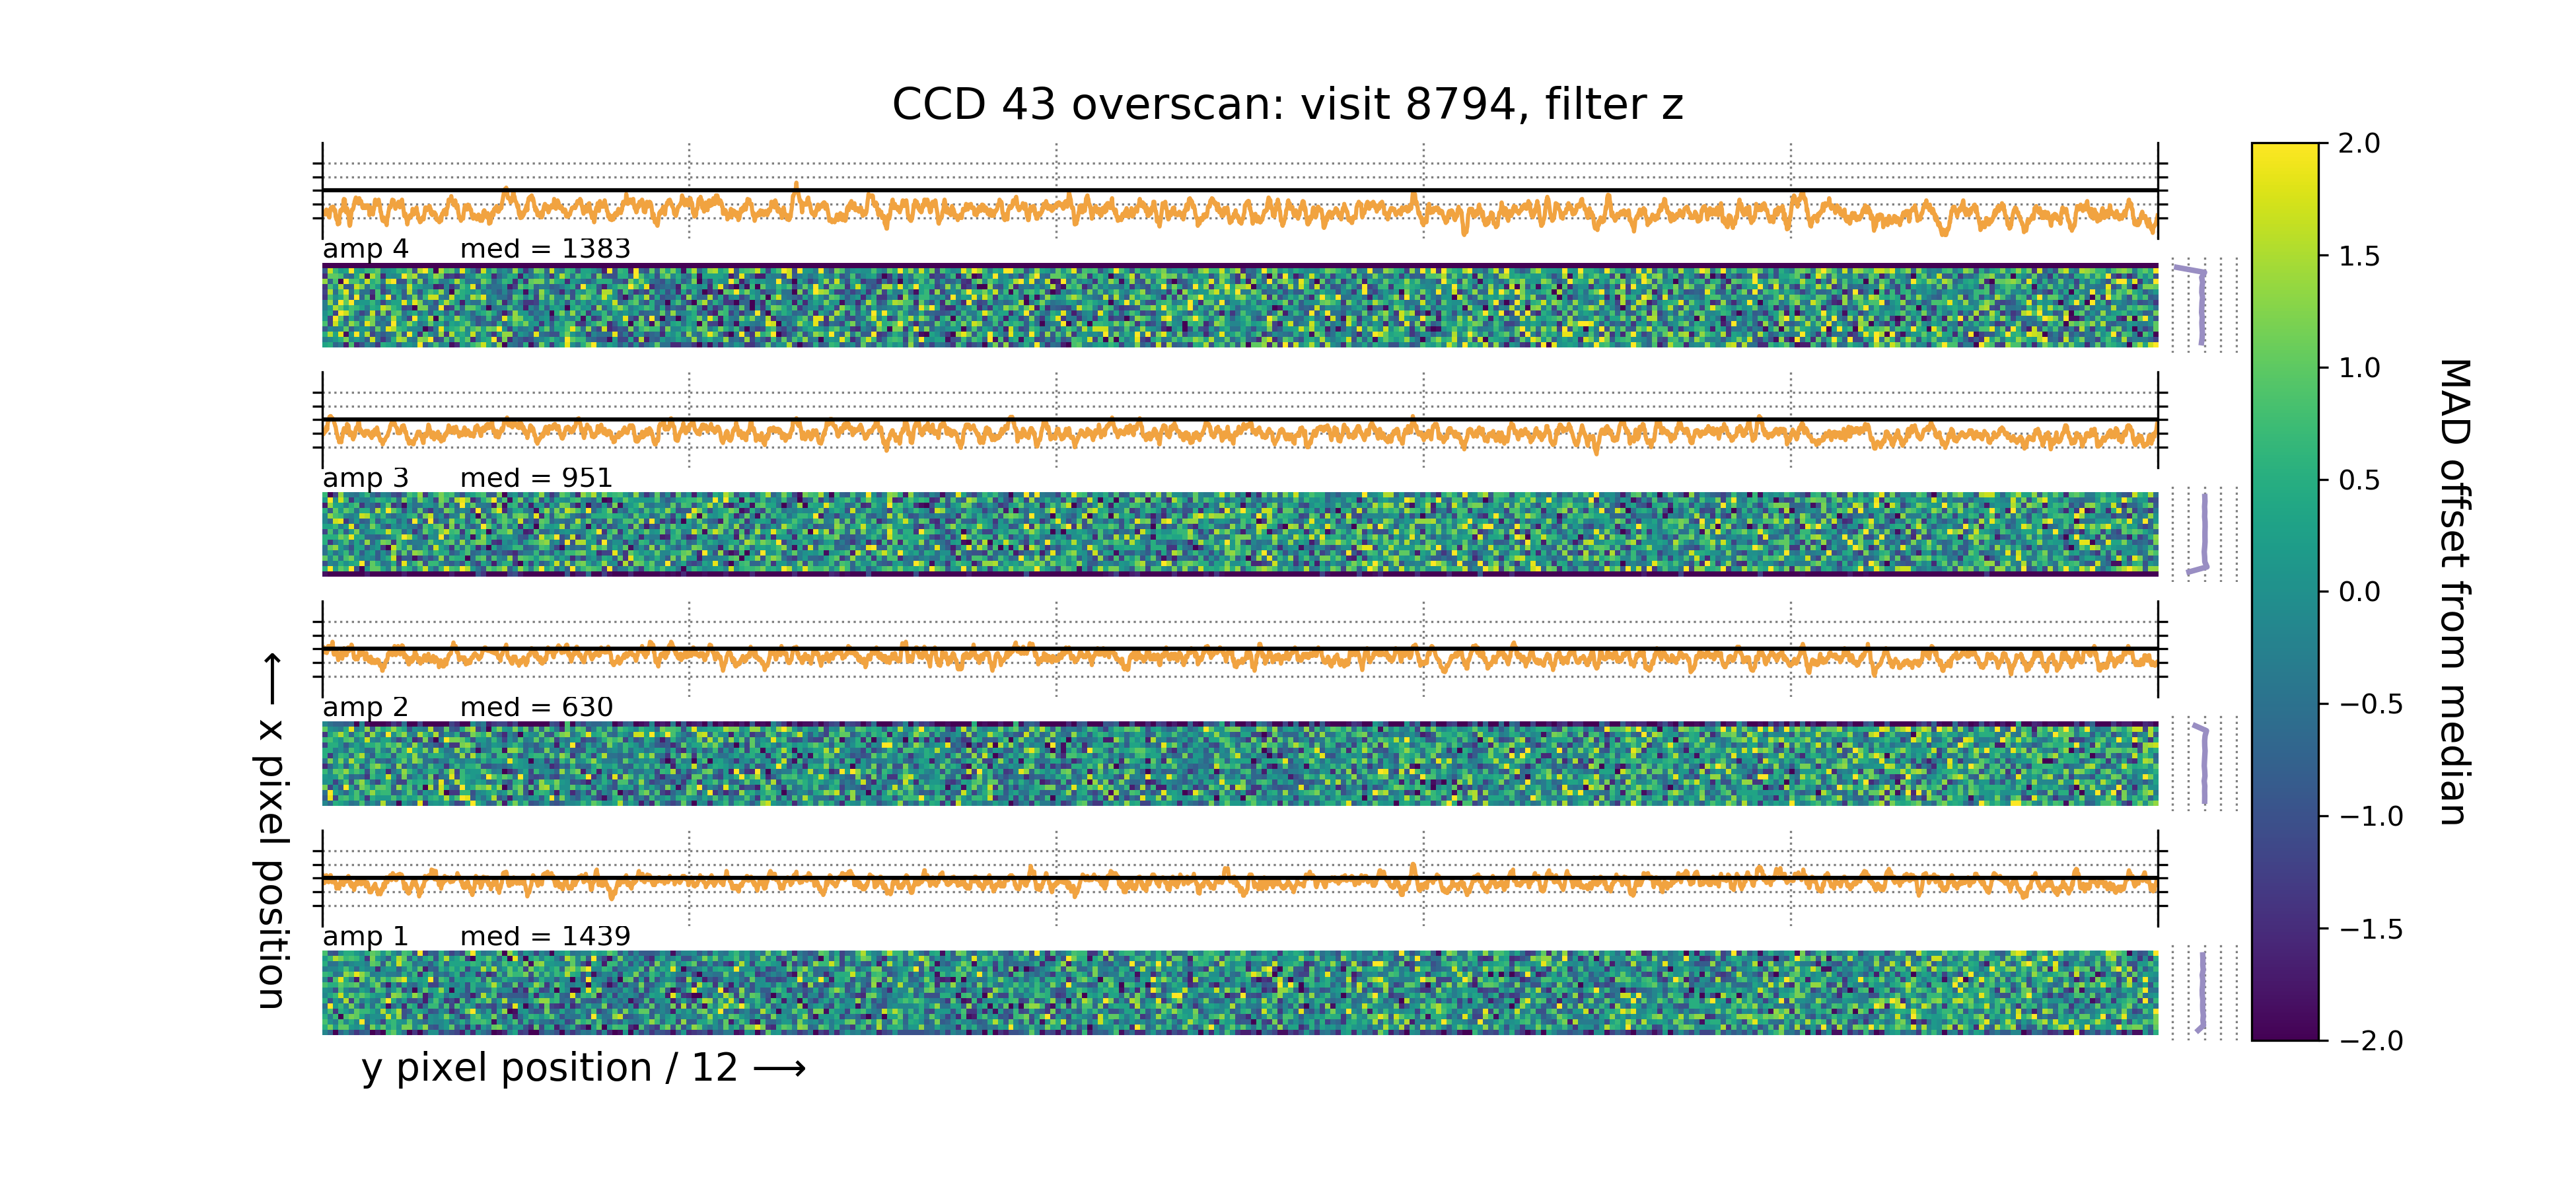 CCD 43 overscan: visit 8794, filter z
amp 4 med = 1383
amp 3 med = 951
amp 2 med = 630
amp 1 med = 1439
x pixel position ⟶
y pixel position / 12 ⟶
2.0
1.5
1.0
0.5
0.0
−0.5
−1.0
−1.5
−2.0
MAD offset from median